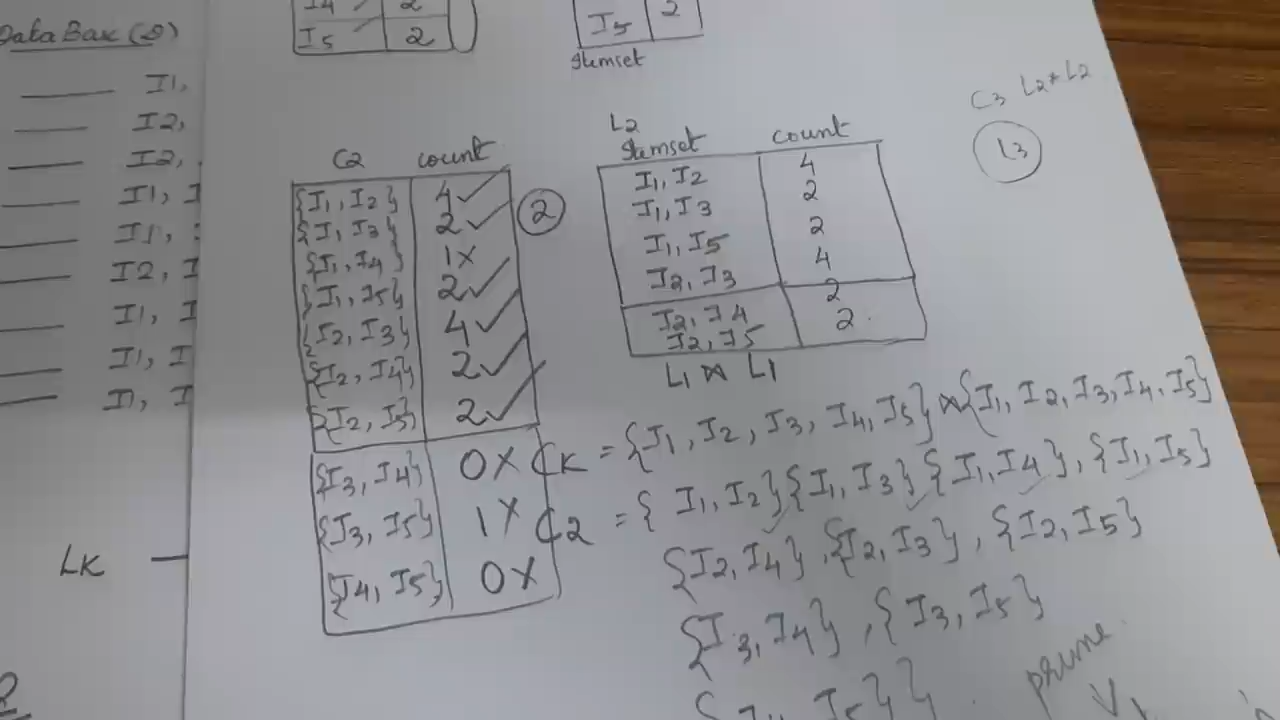 I4 2
I5 2
I5 2
Itemset
DataBase (D)
I1,
I2,
I2,
I1, I
I1,
I2, I
I1, I
I1, I
I1, I
LK
C2 count
{I1, I2} 4 ✓
{I1, I3} 2 ✓
{I1, I4} 1 ×
{I1, I5} 2 ✓
{I2, I3} 4 ✓
{I2, I4} 2 ✓
{I2, I5} 2 ✓
{I3, I4} 0 ×
{I3, I5} 1 ×
{I4, I5} 0 ×
2
L2
Itemset count
I1, I2 4
I1, I3 2
I1, I5 2
I2, I3 4
I2, I4 2
I2, I5 2
L1 ⋈ L1
C3 L2*L2
L3
CK = {I1, I2, I3, I4, I5} ⋈ {I1, I2, I3, I4, I5}
C2 = { I1, I2} {I1, I3} {I1, I4}, {I1, I5}
{I2, I4}, {I2, I3}, {I2, I5}
{I3, I4}, {I3, I5}
I5}}
prune